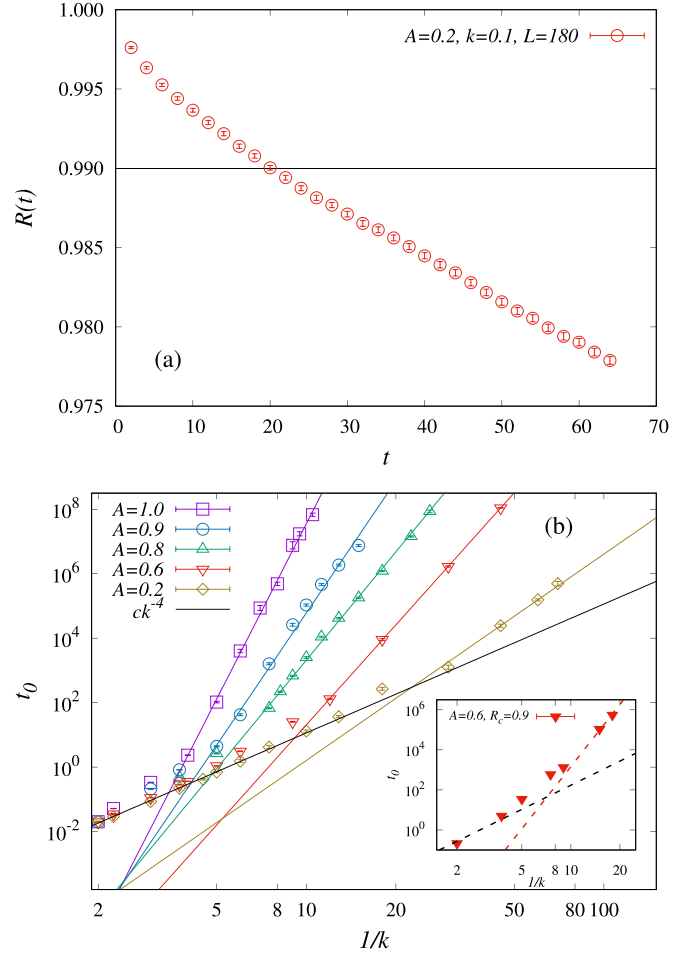 1.000
0.995
0.990
0.985
0.980
0.975
R(t)
A=0.2, k=0.1, L=180
(a)
0 10 20 30 40 50 60 70
t
10^8
10^6
10^4
10^2
10^0
10^-2
t_0
A=1.0
A=0.9
A=0.8
A=0.6
A=0.2
ck^-4
(b)
A=0.6, R_c=0.9
10^6
10^4
10^2
10^0
t_0
2 5 8 10 20
1/k
2 5 8 10 20 50 80 100
1/k